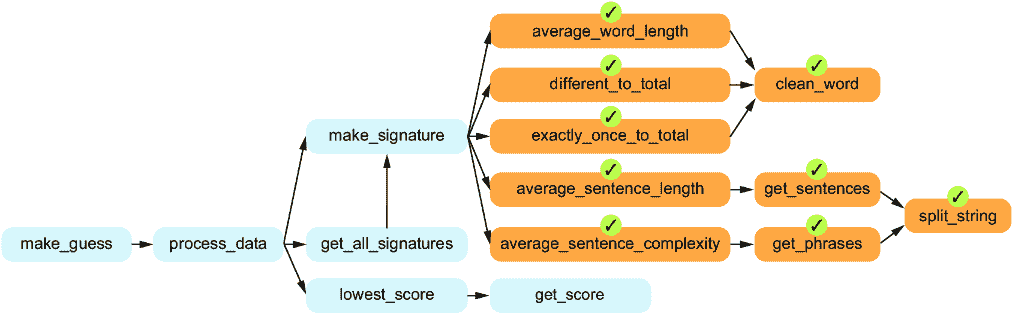 average_word_length
different_to_total
clean_word
make_signature
exactly_once_to_total
average_sentence_length
get_sentences
split_string
make_guess
process_data
get_all_signatures
average_sentence_complexity
get_phrases
lowest_score
get_score